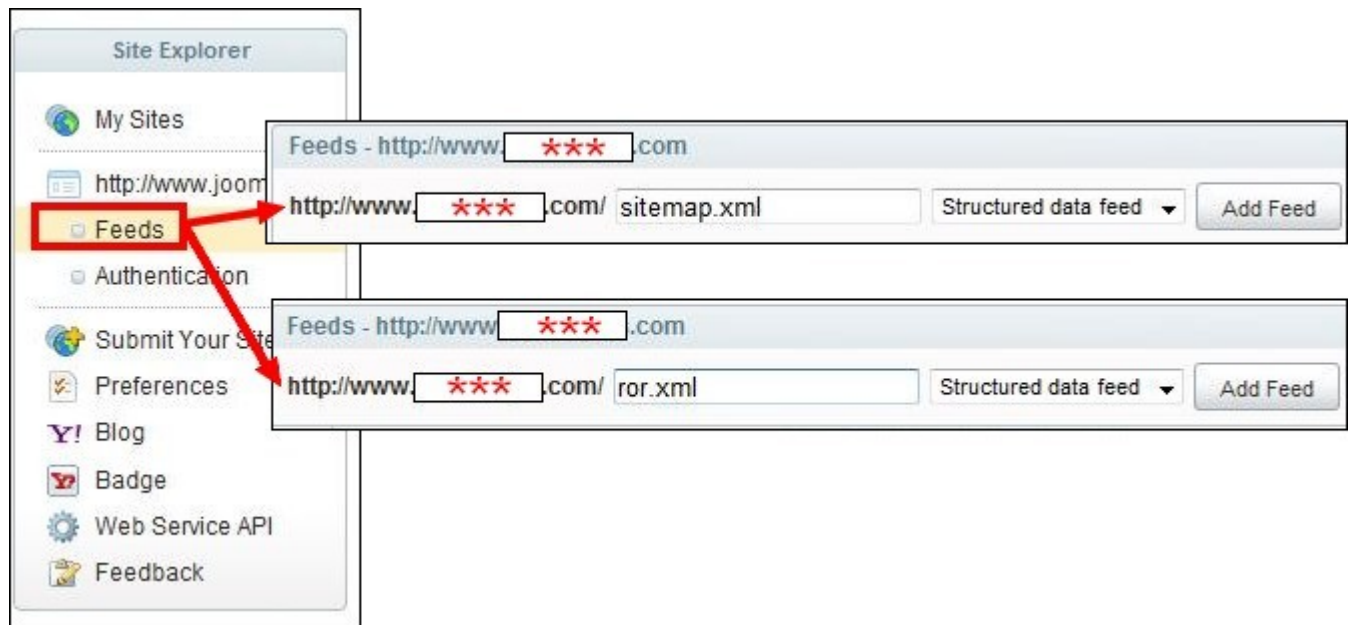 Site Explorer
My Sites
http://www.joom
Feeds
Authentication
Submit Your Site
Preferences
Y! Blog
Badge
Web Service API
Feedback
Feeds - http://www. *** .com
http://www. *** .com/ sitemap.xml Structured data feed Add Feed
Feeds - http://www *** .com
http://www. *** .com/ ror.xml Structured data feed Add Feed